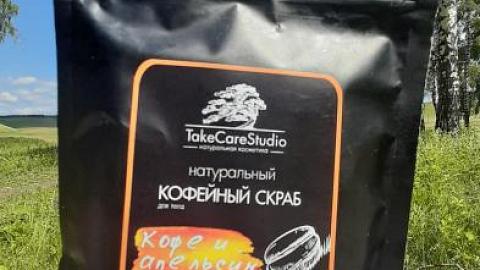 TakeCareStudio
натуральная косметика
натуральный
КОФЕЙНЫЙ СКРАБ
для тела
Кофе и
апельсин